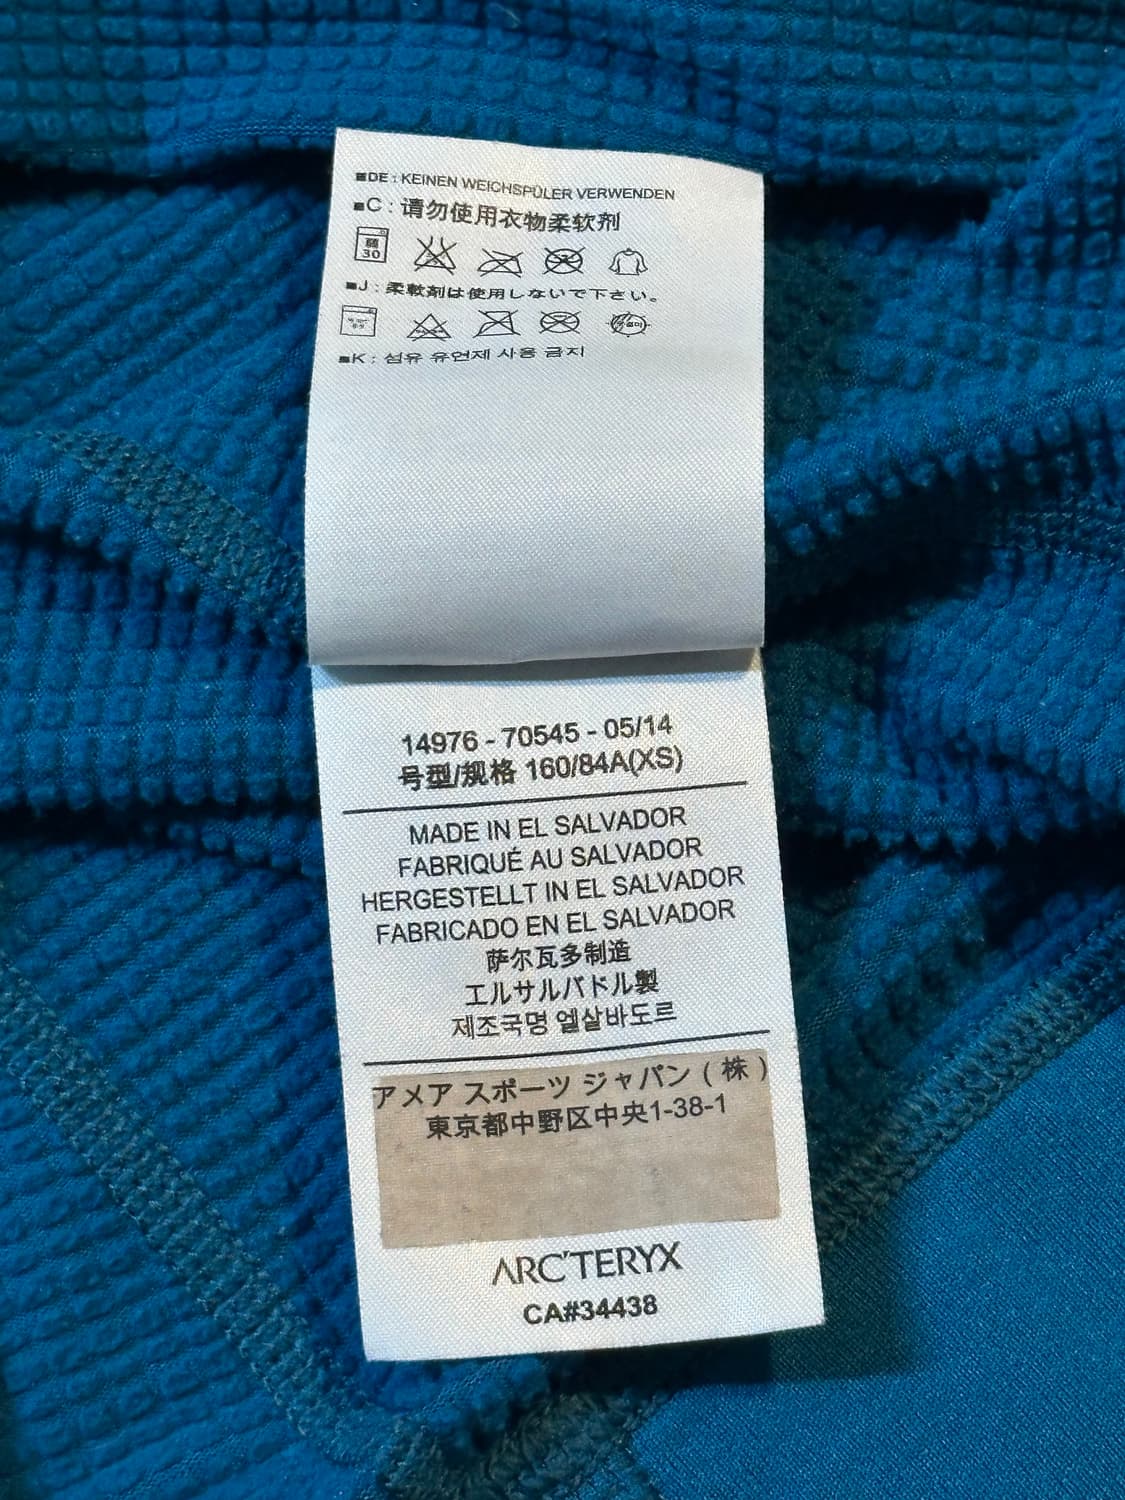 ■DE : KEINEN WEICHSPÜLER VERWENDEN
■C : 请勿使用衣物柔软剂
30
■J : 柔軟剤は使用しないで下さい。
■K : 섬유 유연제 사용 금지
14976 - 70545 - 05/14
号型/规格 160/84A(XS)
MADE IN EL SALVADOR
FABRIQUÉ AU SALVADOR
HERGESTELLT IN EL SALVADOR
FABRICADO EN EL SALVADOR
萨尔瓦多制造
エルサルバドル製
제조국명 엘살바도르
アメア スポーツ ジャパン ( 株 )
東京都中野区中央1-38-1
ARC'TERYX
CA#34438